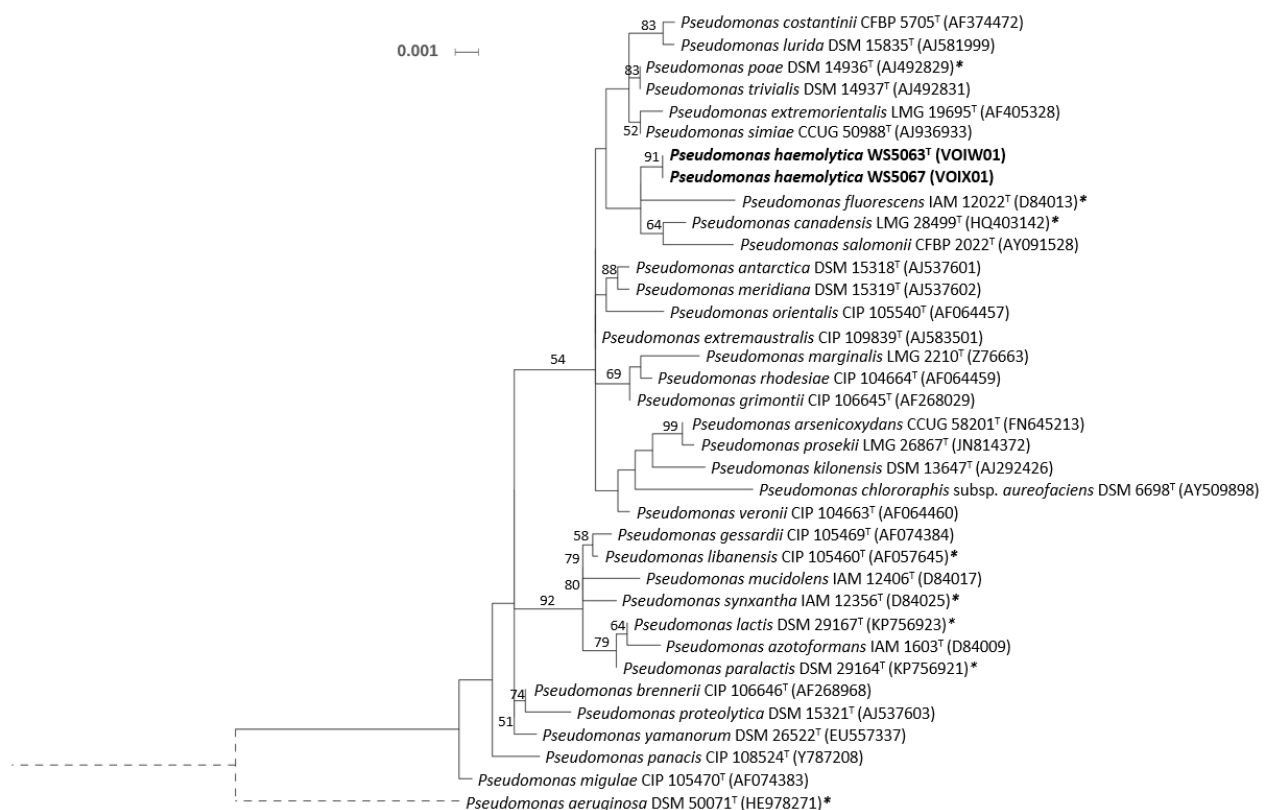 83
Pseudomonas costantinii CFBP 5705ᵀ (AF374472)
Pseudomonas lurida DSM 15835ᵀ (AJ581999)
0.001
83
Pseudomonas poae DSM 14936ᵀ (AJ492829)*
Pseudomonas trivialis DSM 14937ᵀ (AJ492831)
Pseudomonas extremorientalis LMG 19695ᵀ (AF405328)
52
Pseudomonas simiae CCUG 50988ᵀ (AJ936933)
91
Pseudomonas haemolytica WS5063ᵀ (VOIW01)
Pseudomonas haemolytica WS5067 (VOIX01)
Pseudomonas fluorescens IAM 12022ᵀ (D84013)*
64
Pseudomonas canadensis LMG 28499ᵀ (HQ403142)*
Pseudomonas salomonii CFBP 2022ᵀ (AY091528)
88
Pseudomonas antarctica DSM 15318ᵀ (AJ537601)
Pseudomonas meridiana DSM 15319ᵀ (AJ537602)
Pseudomonas orientalis CIP 105540ᵀ (AF064457)
Pseudomonas extremaustralis CIP 109839ᵀ (AJ583501)
54
Pseudomonas marginalis LMG 2210ᵀ (Z76663)
69
Pseudomonas rhodesiae CIP 104664ᵀ (AF064459)
Pseudomonas grimontii CIP 106645ᵀ (AF268029)
99
Pseudomonas arsenicoxydans CCUG 58201ᵀ (FN645213)
Pseudomonas prosekii LMG 26867ᵀ (JN814372)
Pseudomonas kilonensis DSM 13647ᵀ (AJ292426)
Pseudomonas chlororaphis subsp. aureofaciens DSM 6698ᵀ (AY509898)
Pseudomonas veronii CIP 104663ᵀ (AF064460)
58
Pseudomonas gessardii CIP 105469ᵀ (AF074384)
79
Pseudomonas libanensis CIP 105460ᵀ (AF057645)*
80
Pseudomonas mucidolens IAM 12406ᵀ (D84017)
92
Pseudomonas synxantha IAM 12356ᵀ (D84025)*
64
Pseudomonas lactis DSM 29167ᵀ (KP756923)*
79
Pseudomonas azotoformans IAM 1603ᵀ (D84009)
Pseudomonas paralactis DSM 29164ᵀ (KP756921)*
74
Pseudomonas brennerii CIP 106646ᵀ (AF268968)
Pseudomonas proteolytica DSM 15321ᵀ (AJ537603)
51
Pseudomonas yamanorum DSM 26522ᵀ (EU557337)
Pseudomonas panacis CIP 108524ᵀ (Y787208)
Pseudomonas migulae CIP 105470ᵀ (AF074383)
Pseudomonas aeruginosa DSM 50071ᵀ (HE978271)*